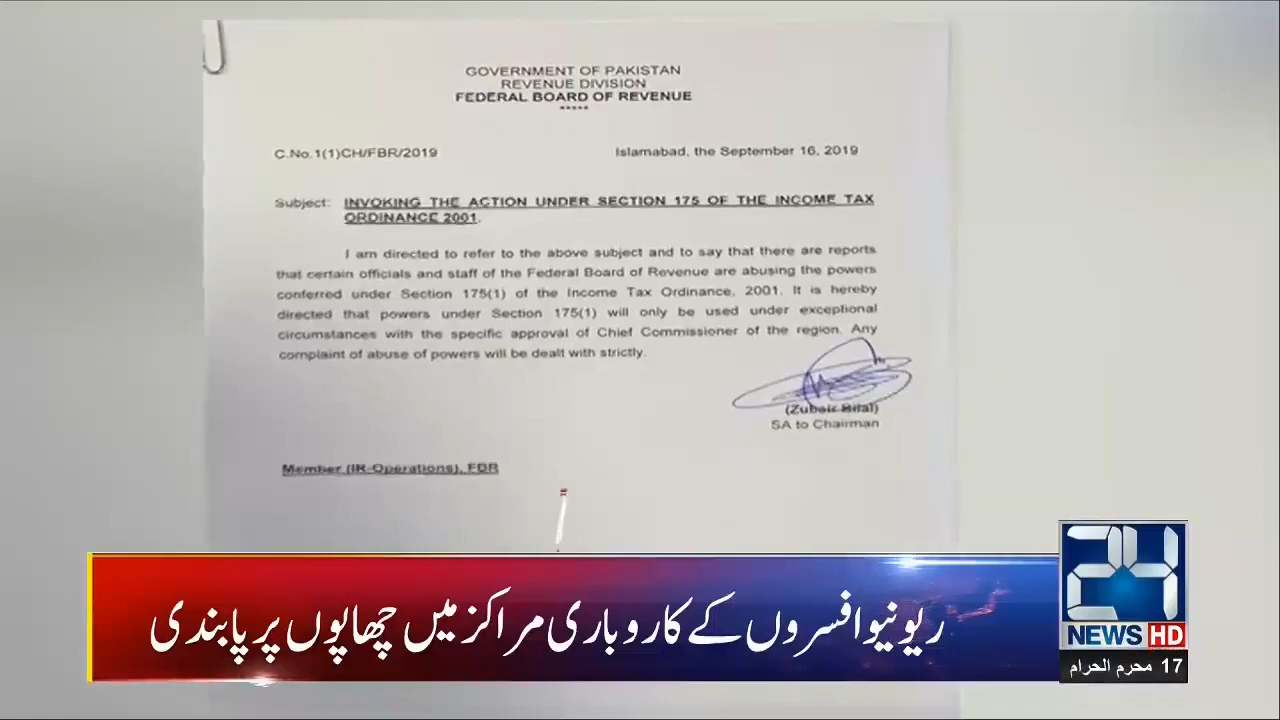 GOVERNMENT OF PAKISTAN
REVENUE DIVISION
FEDERAL BOARD OF REVENUE
*****
C.No.1(1)CH/FBR/2019
Islamabad, the September 16, 2019
Subject: INVOKING THE ACTION UNDER SECTION 175 OF THE INCOME TAX
ORDINANCE 2001.
I am directed to refer to the above subject and to say that there are reports
that certain officials and staff of the Federal Board of Revenue are abusing the powers
conferred under Section 175(1) of the Income Tax Ordinance, 2001. It is hereby
directed that powers under Section 175(1) will only be used under exceptional
circumstances with the specific approval of Chief Commissioner of the region. Any
complaint of abuse of powers will be dealt with strictly.
(Zubair Bilal)
SA to Chairman
Member (IR-Operations), FBR
ریونیو افسروں کے کاروباری مراکز میں چھاپوں پر پابندی
24
NEWS HD
17 محرم الحرام